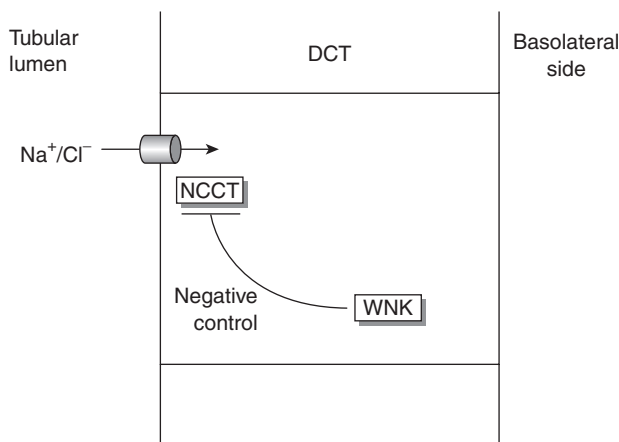 Tubular
lumen
DCT
Basolateral
side
Na⁺/Cl⁻
NCCT
Negative
control
WNK